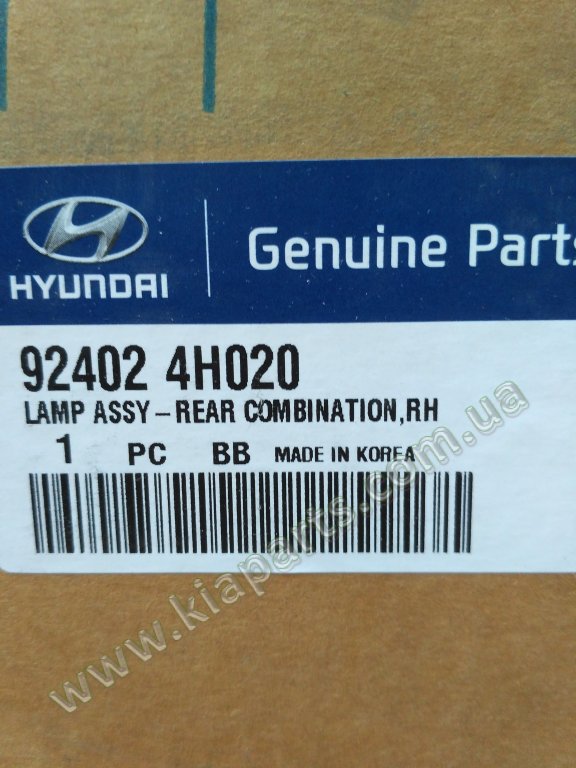 HYUNDAI
Genuine Parts
92402 4H020
LAMP ASSY-REAR COMBINATION,RH
1 PC BB MADE IN KOREA
www.kiaparts.com.ua